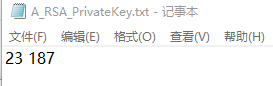 A_RSA_PrivateKey.txt - 记事本
文件(F) 编辑(E) 格式(O) 查看(V) 帮助(H)
23 187